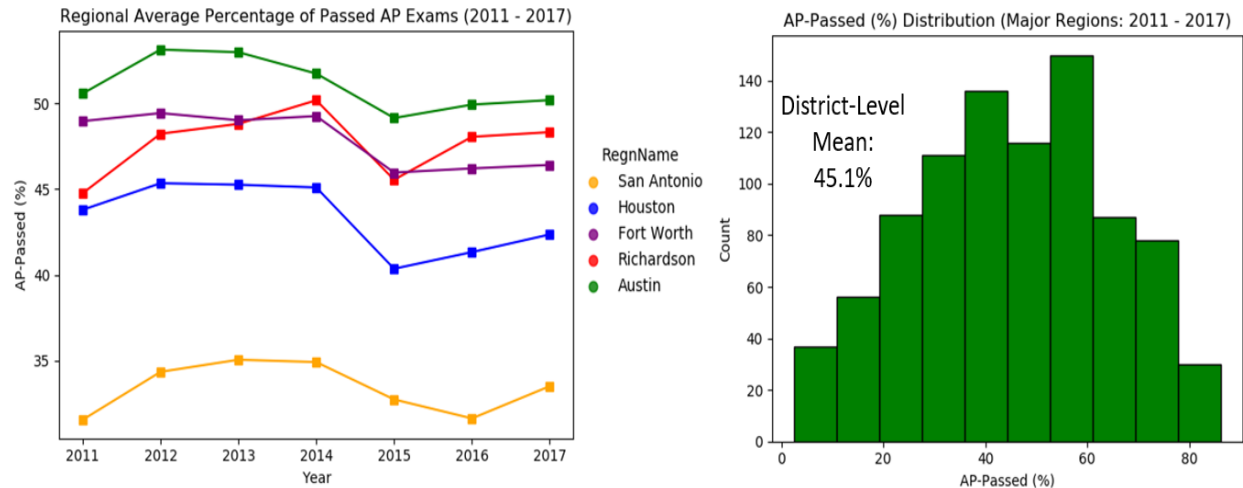 Regional Average Percentage of Passed AP Exams (2011 - 2017)
AP-Passed (%)
50
45
40
35
2011 2012 2013 2014 2015 2016 2017
Year
RegnName
San Antonio
Houston
Fort Worth
Richardson
Austin
AP-Passed (%) Distribution (Major Regions: 2011 - 2017)
District-Level
Mean:
45.1%
Count
140
120
100
80
60
40
20
0
0 20 40 60 80
AP-Passed (%)